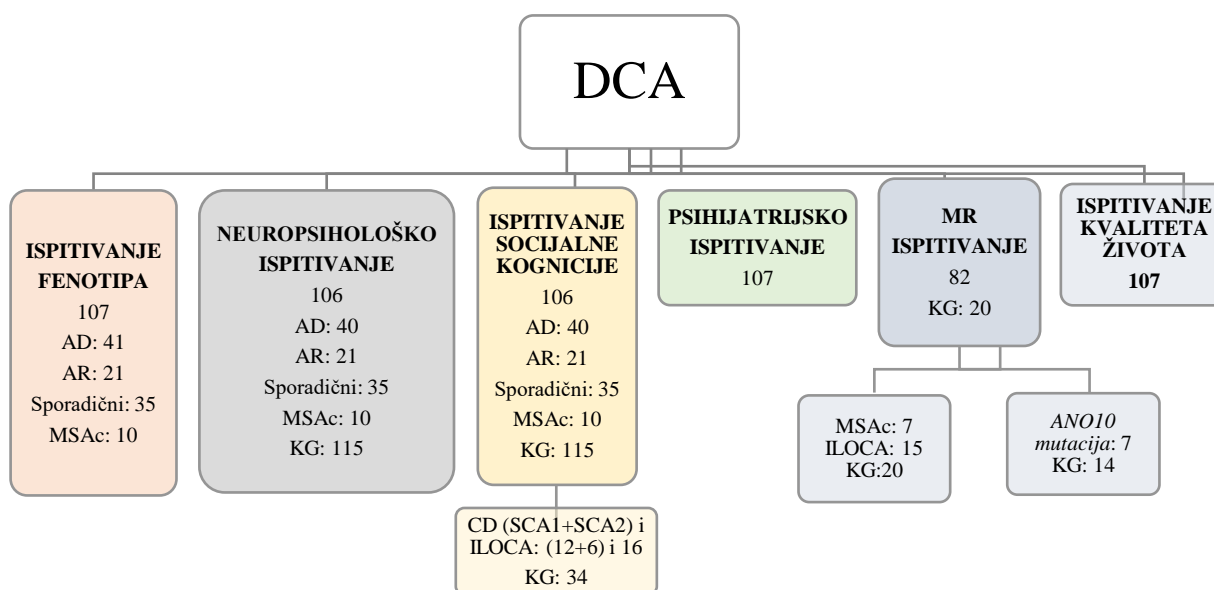 DCA
ISPITIVANJE
FENOTIPA
107
AD: 41
AR: 21
Sporadični: 35
MSAc: 10
NEUROPSIHOLOŠKO
ISPITIVANJE
106
AD: 40
AR: 21
Sporadični: 35
MSAc: 10
KG: 115
ISPITIVANJE
SOCIJALNE
KOGNICIJE
106
AD: 40
AR: 21
Sporadični: 35
MSAc: 10
KG: 115
CD (SCA1+SCA2) i
ILOCA: (12+6) i 16
KG: 34
PSIHIJATRIJSKO
ISPITIVANJE
107
MR
ISPITIVANJE
82
KG: 20
MSAc: 7
ILOCA: 15
KG:20
ANO10
mutacija: 7
KG: 14
ISPITIVANJE
KVALITETA
ŽIVOTA
107